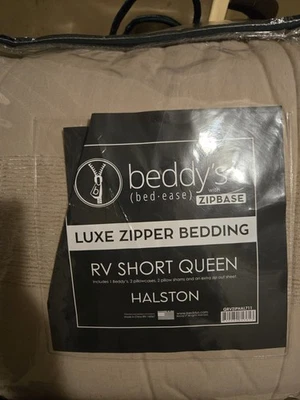 beddy's
with
(bed·ease) ZIPBASE
LUXE ZIPPER BEDDING
RV SHORT QUEEN
HALSTON